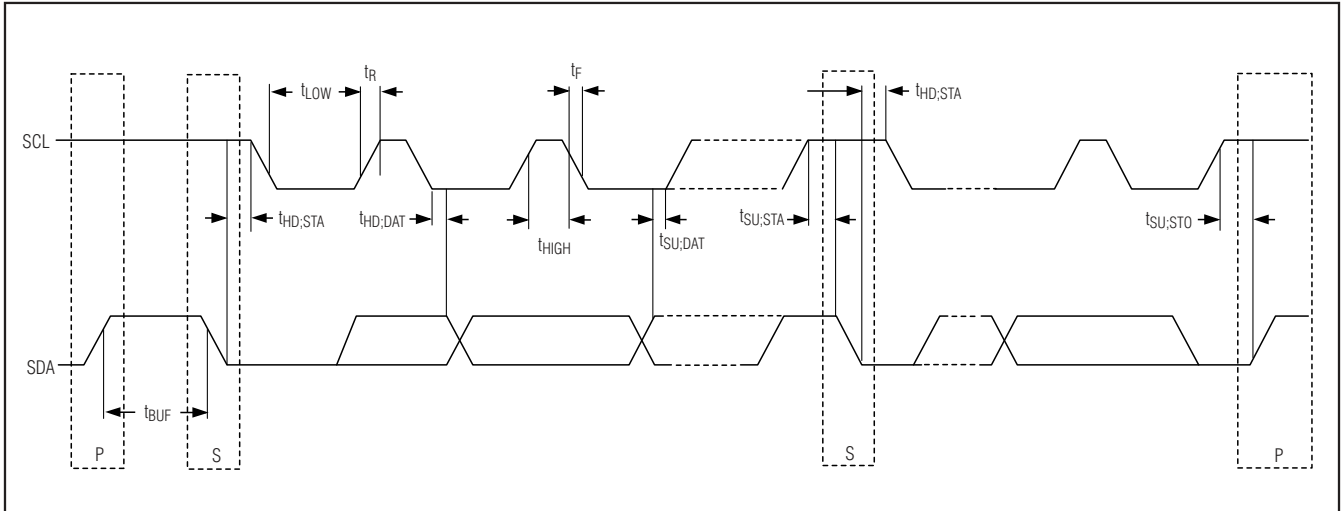 tLOW
tR
tF
tHD;STA
SCL
tHD;STA
tHD;DAT
tHIGH
tSU;DAT
tSU;STA
tSU;STO
SDA
tBUF
P
S
S
P